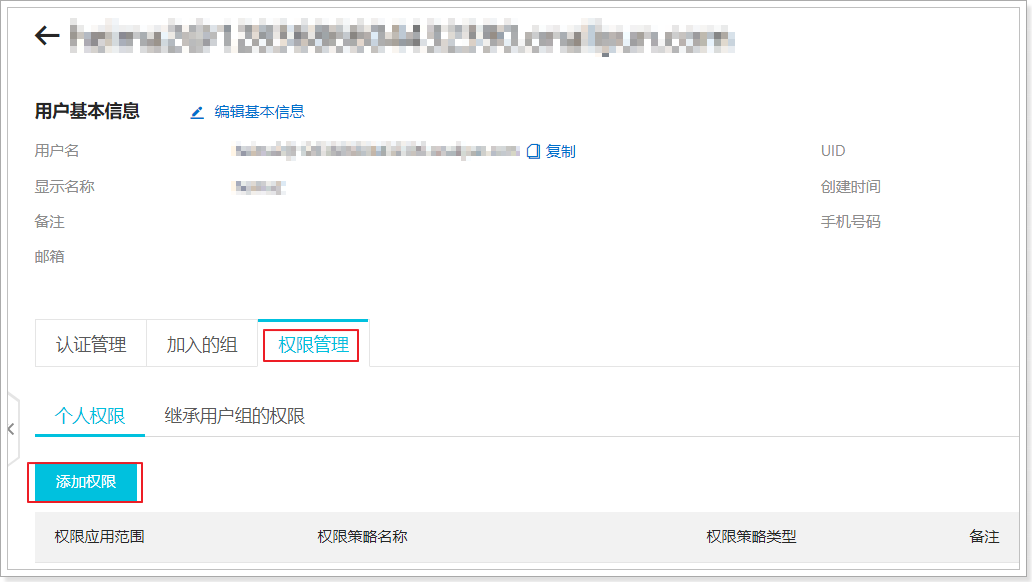 用户基本信息 编辑基本信息
用户名 复制 UID
显示名称 创建时间
备注 手机号码
邮箱
认证管理 加入的组 权限管理
个人权限 继承用户组的权限
添加权限
权限应用范围 权限策略名称 权限策略类型 备注